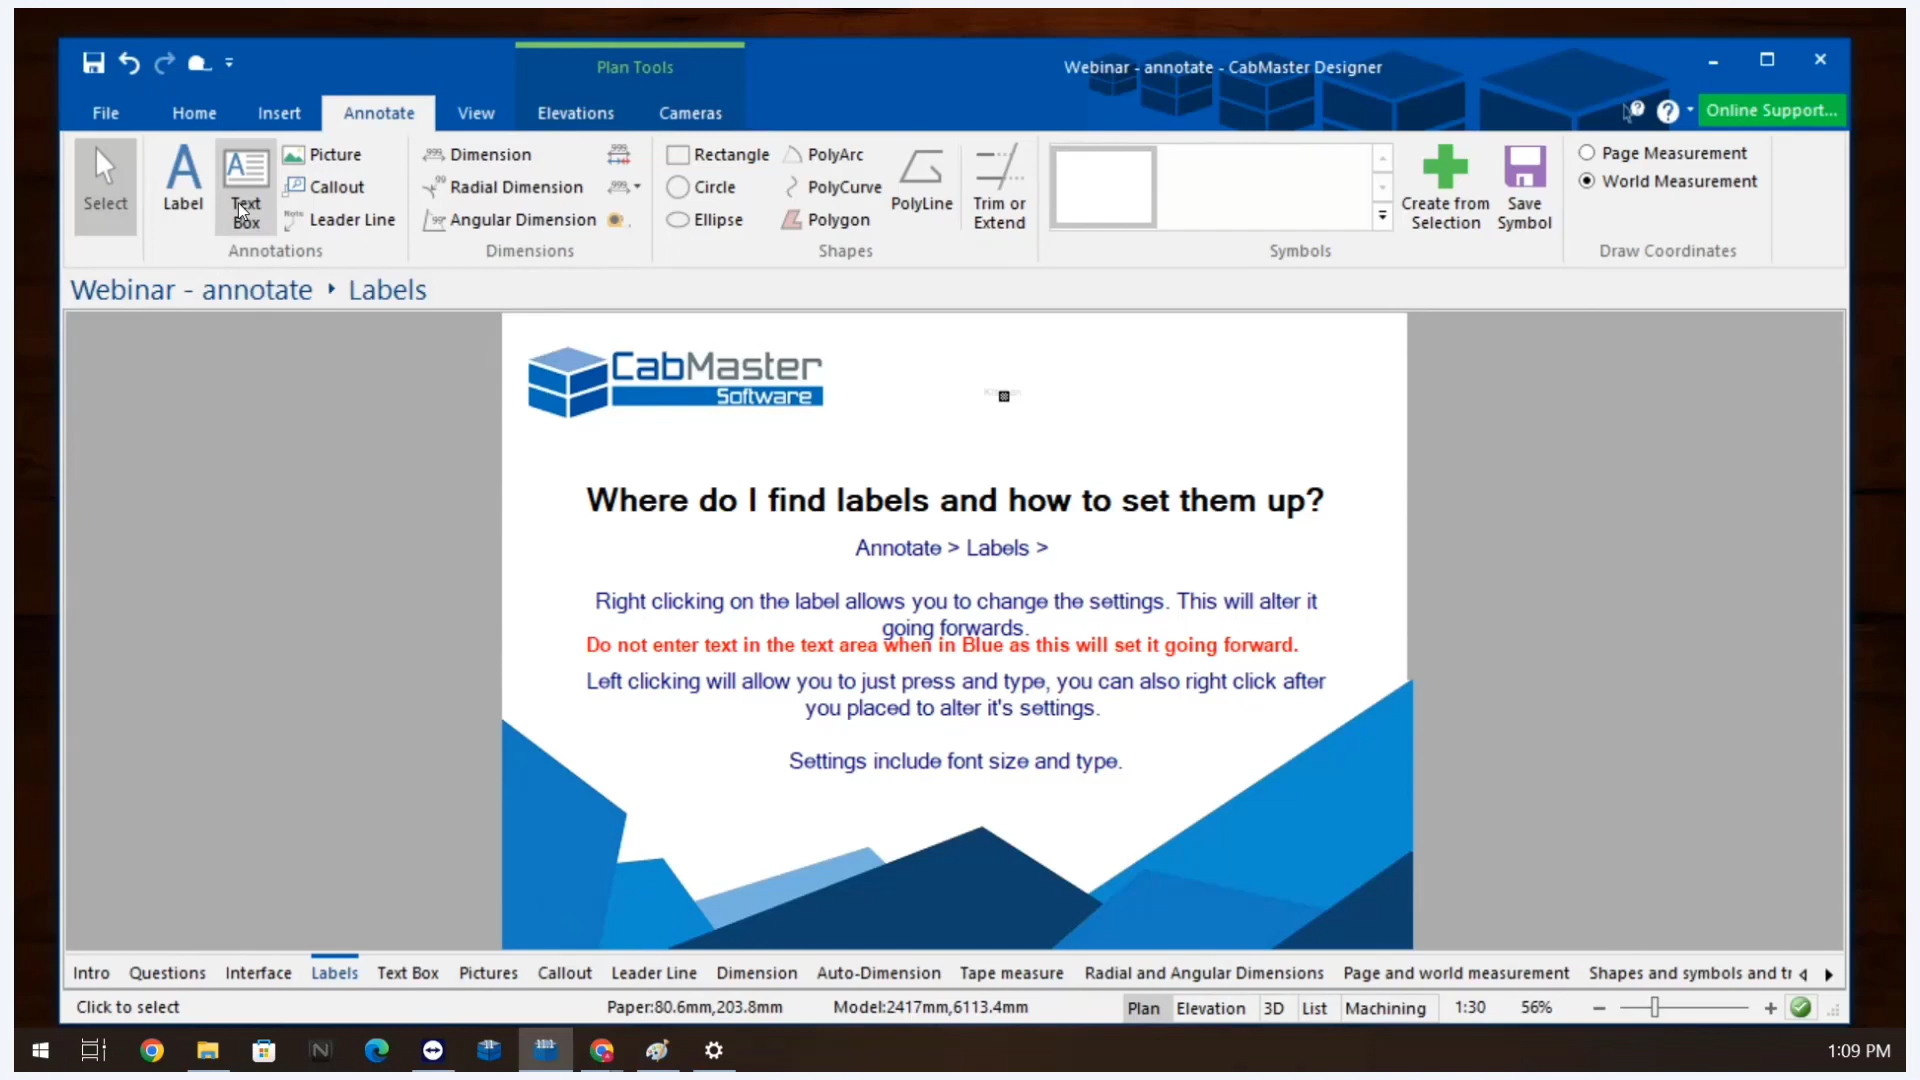 Plan Tools
Webinar - annotate - CabMaster Designer
File
Home
Insert
Annotate
View
Elevations
Cameras
Online Support...
Select
Label
Text
Box
Picture
Callout
Leader Line
Annotations
Dimension
Radial Dimension
Angular Dimension
Dimensions
Rectangle
Circle
Ellipse
PolyArc
PolyCurve
Polygon
PolyLine
Shapes
Trim or
Extend
Symbols
Create from
Selection
Save
Symbol
Page Measurement
World Measurement
Draw Coordinates
Webinar - annotate
Labels
CabMaster
Software
Where do I find labels and how to set them up?
Annotate > Labels >
Right clicking on the label allows you to change the settings. This will alter it
going forwards.
Do not enter text in the text area when in Blue as this will set it going forward.
Left clicking will allow you to just press and type, you can also right click after
you placed to alter it's settings.
Settings include font size and type.
Intro
Questions
Interface
Labels
Text Box
Pictures
Callout
Leader Line
Dimension
Auto-Dimension
Tape measure
Radial and Angular Dimensions
Page and world measurement
Shapes and symbols and tr
Click to select
Paper:80.6mm,203.8mm
Model:2417mm,6113.4mm
Plan
Elevation
3D
List
Machining
1:30
56%
1:09 PM